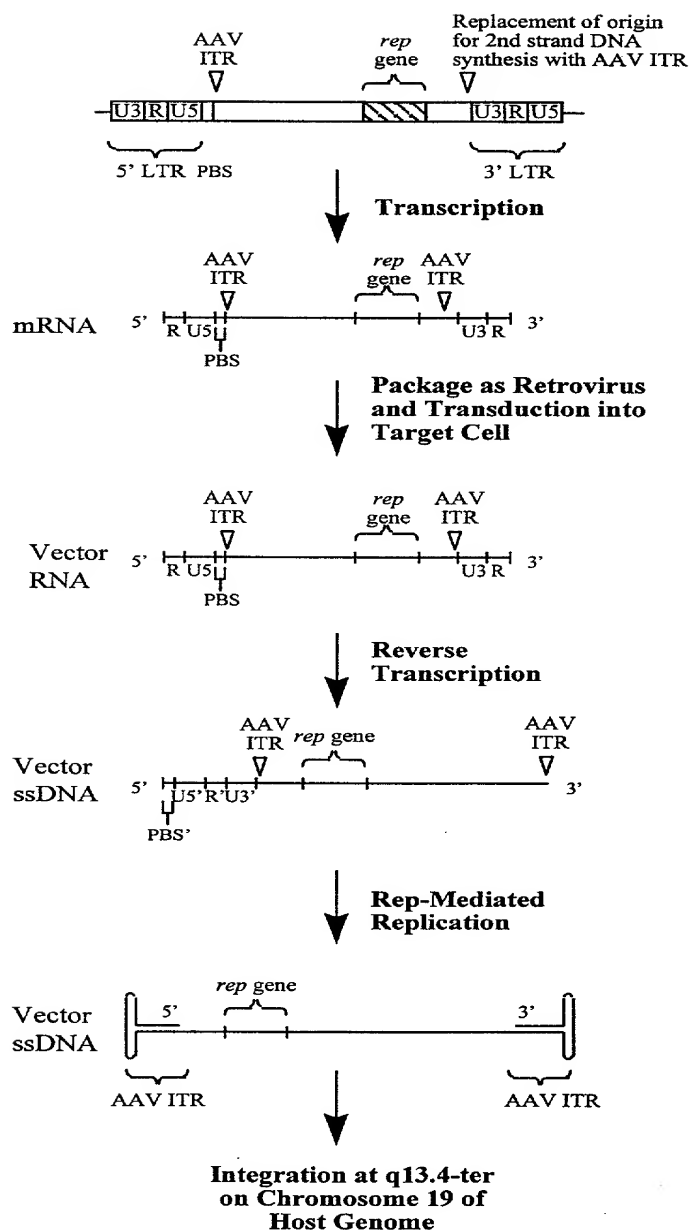 AAV
ITR
rep
gene
Replacement of origin
for 2nd strand DNA
synthesis with AAV ITR
U3 R U5
U3 R U5
5' LTR PBS
3' LTR
Transcription
AAV
ITR
rep
gene
AAV
ITR
mRNA
5'
3'
R U5
U3 R
PBS
Package as Retrovirus
and Transduction into
Target Cell
AAV
ITR
rep
gene
AAV
ITR
Vector
RNA
5'
3'
R U5
U3 R
PBS
Reverse
Transcription
AAV
ITR
rep gene
AAV
ITR
Vector
ssDNA
5'
3'
U5' R' U3'
PBS'
Rep-Mediated
Replication
rep gene
Vector
ssDNA
5'
3'
AAV ITR
AAV ITR
Integration at q13.4-ter
on Chromosome 19 of
Host Genome